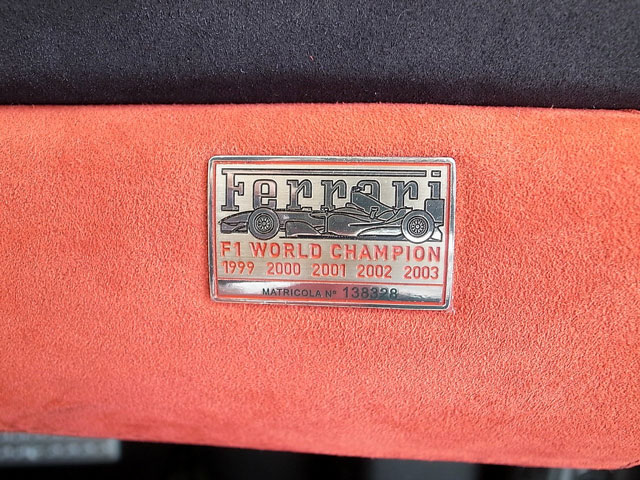 Ferrari
F1 WORLD CHAMPION
1999 2000 2001 2002 2003
MATRICOLA Nº 138328